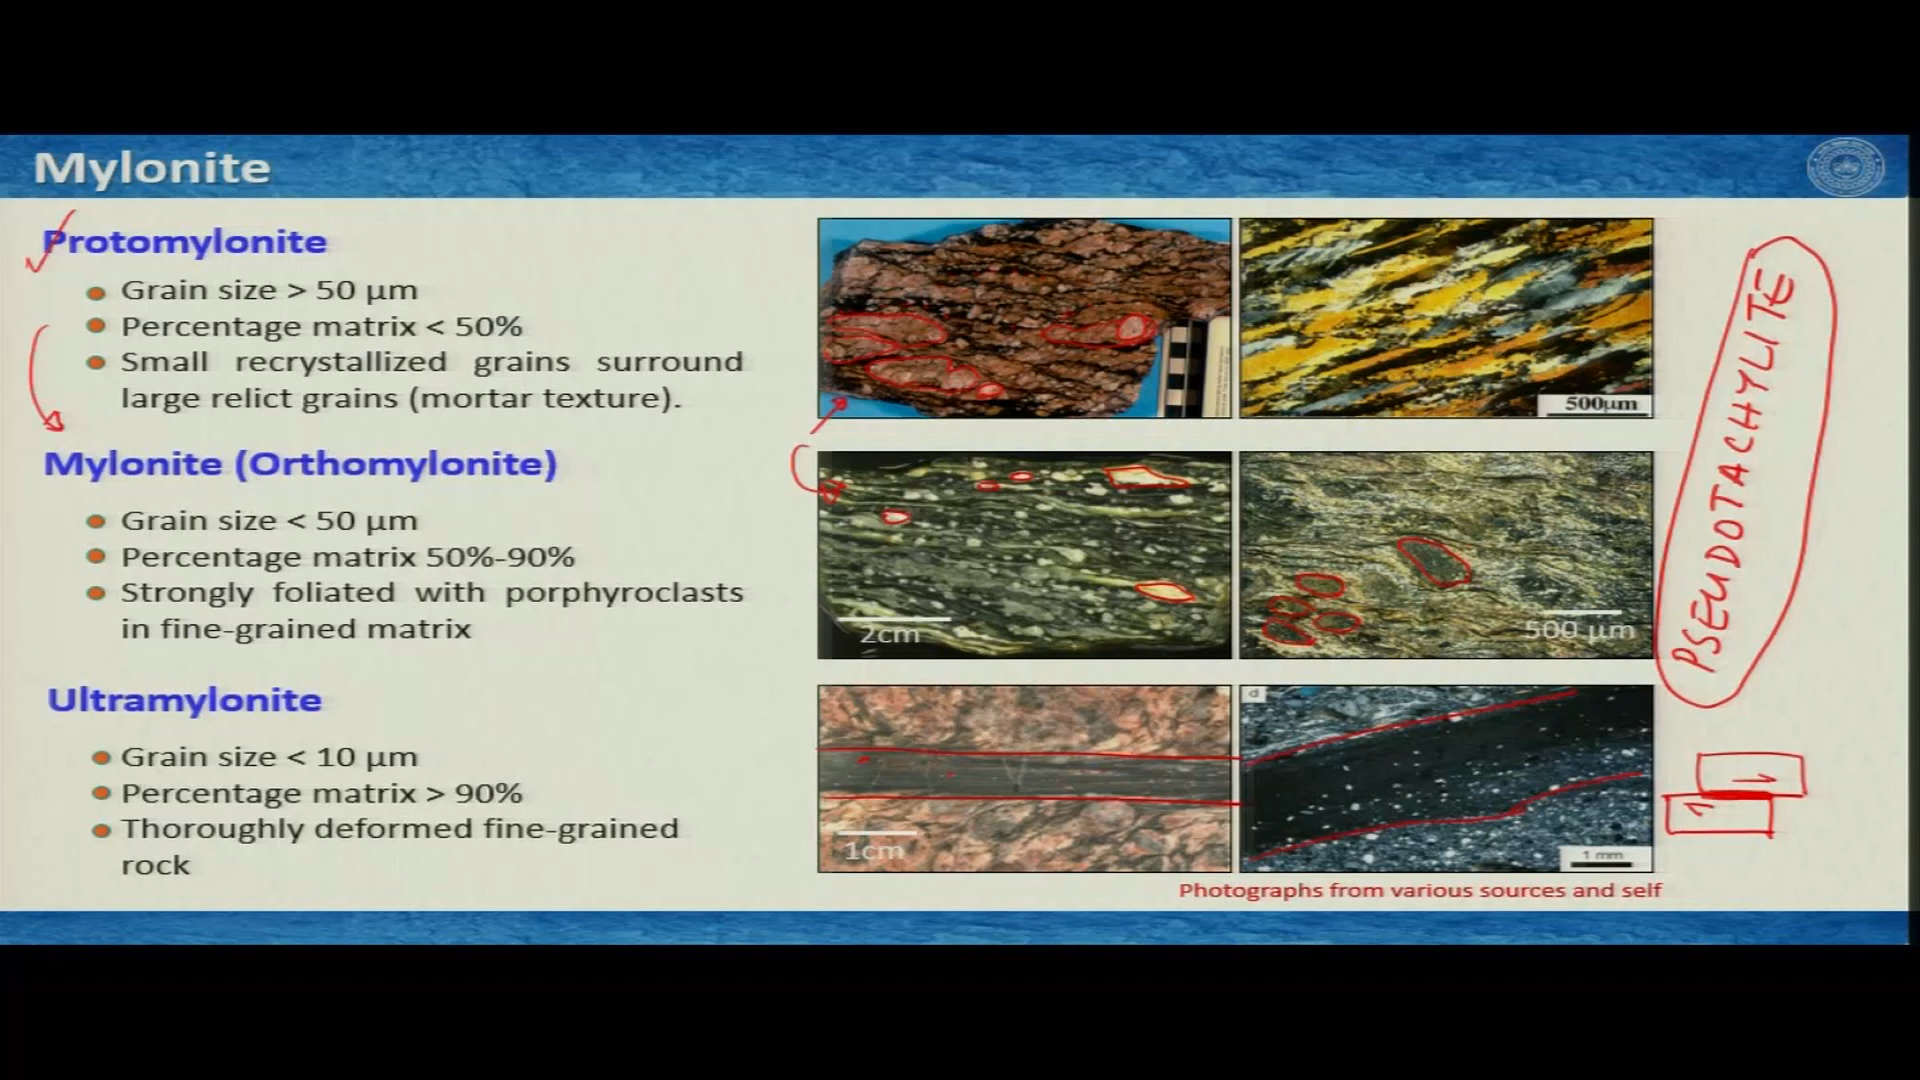 Mylonite
Protomylonite
Grain size > 50 μm
Percentage matrix < 50%
Small recrystallized grains surround
large relict grains (mortar texture).
500μm
Mylonite (Orthomylonite)
Grain size < 50 μm
Percentage matrix 50%-90%
Strongly foliated with porphyroclasts
in fine-grained matrix
2cm
500 μm
Ultramylonite
Grain size < 10 μm
Percentage matrix > 90%
Thoroughly deformed fine-grained
rock
1cm
d
1 mm
Photographs from various sources and self
PSEUDOTACHYLITE